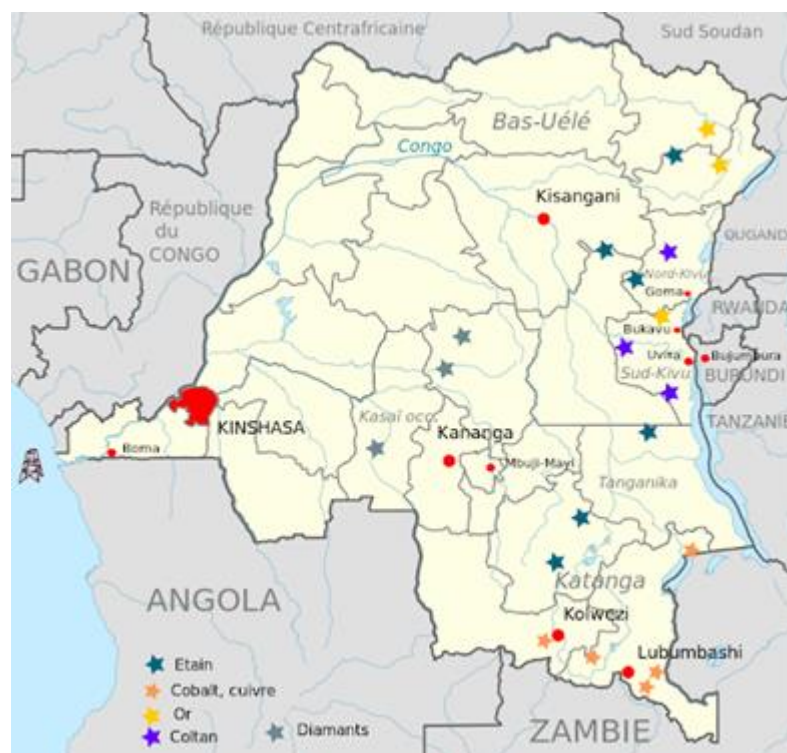 République Centrafricaine
Sud Soudan
Bas-Uélé
Congo
Kisangani
République
du
CONGO
GABON
OUGAND
Nord-Kivu
Goma
RWANDA
Bukavu
Uvira
Bujumbura
Sud-Kivu
BURUNDI
TANZANIE
KINSHASA
Kasaï occ.
Kananga
Mbuji-Mayi
Boma
Tanganika
Katanga
ANGOLA
Kolwezi
Lubumbashi
ZAMBIE
Etain
Cobalt, cuivre
Or
Coltan
Diamants